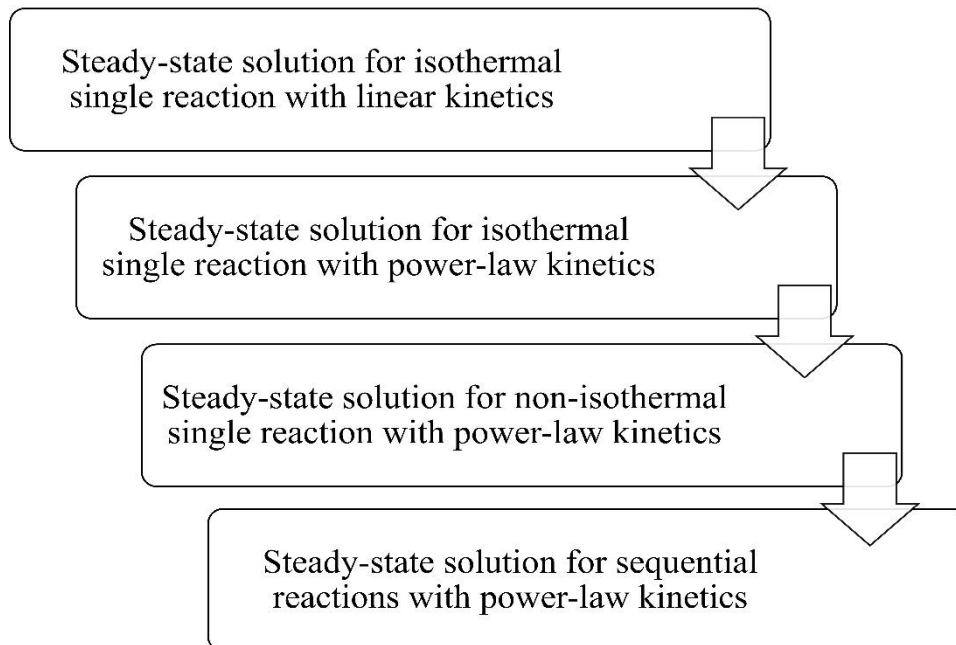 Steady-state solution for isothermal
single reaction with linear kinetics
Steady-state solution for isothermal
single reaction with power-law kinetics
Steady-state solution for non-isothermal
single reaction with power-law kinetics
Steady-state solution for sequential
reactions with power-law kinetics